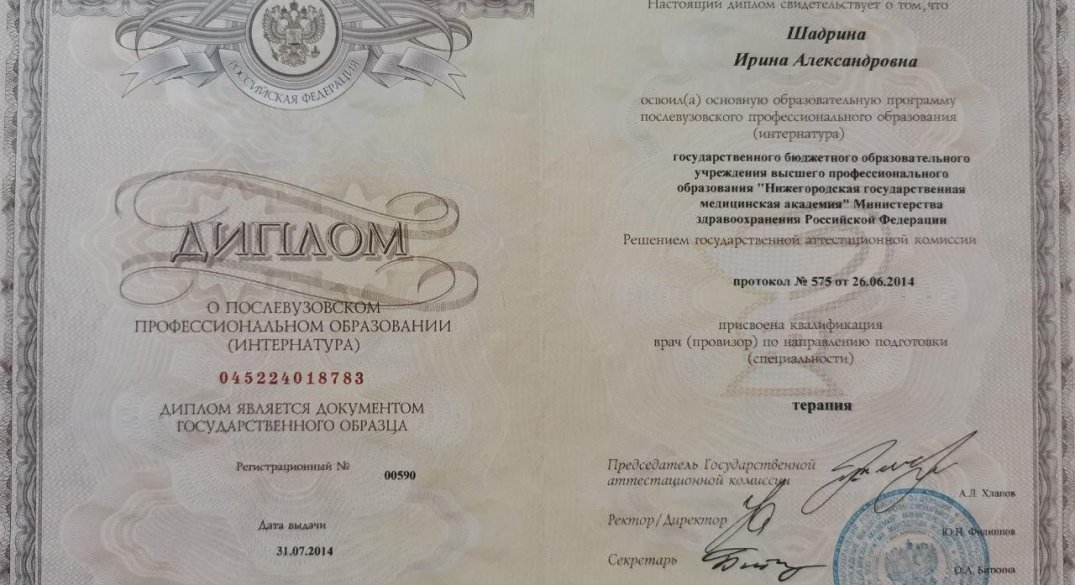 РОССИЙСКАЯ ФЕДЕРАЦИЯ
ДИПЛОМ
О ПОСЛЕВУЗОВСКОМ
ПРОФЕССИОНАЛЬНОМ ОБРАЗОВАНИИ
(ИНТЕРНАТУРА)
045224018783
ДИПЛОМ ЯВЛЯЕТСЯ ДОКУМЕНТОМ
ГОСУДАРСТВЕННОГО ОБРАЗЦА
Регистрационный №
00590
Дата выдачи
31.07.2014
Настоящий диплом свидетельствует о том,что
Шадрина
Ирина Александровна
освоил(а) основную образовательную программу
послевузовского профессионального образования
(интернатура)
государственного бюджетного образовательного
учреждения высшего профессионального
образования "Нижегородская государственная
медицинская академия" Министерства
здравоохранения Российской Федерации
Решением государственной аттестационной комиссии
протокол № 575 от 26.06.2014
присвоена квалификация
врач (провизор) по направлению подготовки
(специальности)
терапия
Председатель Государственной
аттестационной комиссии
А.Л. Хлапов
Ректор/Директор
Ю.Н. Филиппов
Секретарь
О.А. Биткина